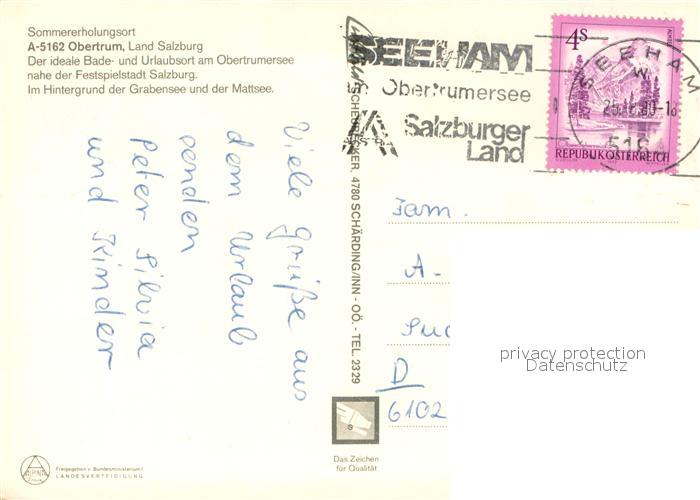 Sommererholungsort
A-5162 Obertrum, Land Salzburg
Der ideale Bade- und Urlaubsort am Obertrumersee
nahe der Festspielstadt Salzburg.
Im Hintergrund der Grabensee und der Mattsee.
Viele Grüße aus
dem Urlaub
senden
Peter Silvia
und Kinder
4780 SCHÄRDING/INN - OÖ. - TEL. 23 29
SEEHAM
Obertrumersee
Salzburger
Land
4 S
REPUBLIK ÖSTERREICH
SEEHAM
Fam.
A-
D
6102
privacy protection
Datenschutz
Das Zeichen
für Qualität
Freigegeben v. Bundesministerium f.
LANDESVERTEIDIGUNG